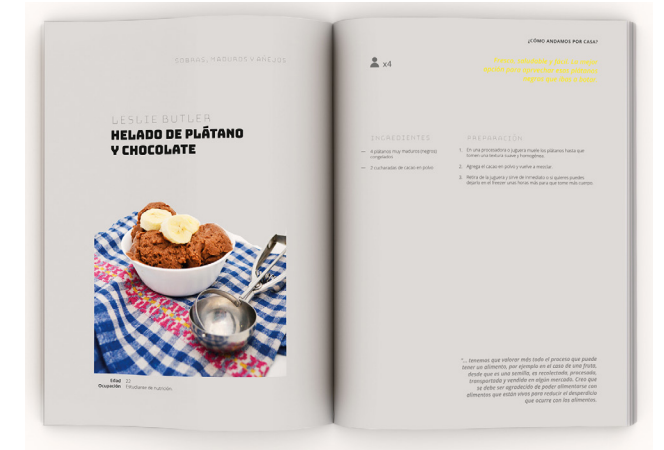 SOBRAS, MADUROS Y AÑEJOS
LESLIE BUTLER
HELADO DE PLÁTANO
Y CHOCOLATE
Edad 22
Ocupación Estudiante de nutrición.
¿CÓMO ANDAMOS POR CASA?
x4
INGREDIENTES
— 4 plátanos muy maduros (negros)
congelados
— 2 cucharadas de cacao en polvo
PREPARACIÓN
1. En una procesadora o juguera muele los plátanos hasta que
tomen una textura suave y homogénea.
2. Agrega el cacao en polvo y vuelve a mezclar.
3. Retira de la juguera y sirve de inmediato o si quieres puedes
dejarla en el freezer unas horas más para que tome más cuerpo.
"... tenemos que valorar más todo el proceso que puede
tener un alimento, por ejemplo en el caso de una fruta,
desde que es una semilla, es recolectada, procesada,
transportada y vendida en algún mercado. Creo que
se debe ser agradecido de poder alimentarse con
alimentos que están vivos para reducir el desperdicio
que ocurre con los alimentos.